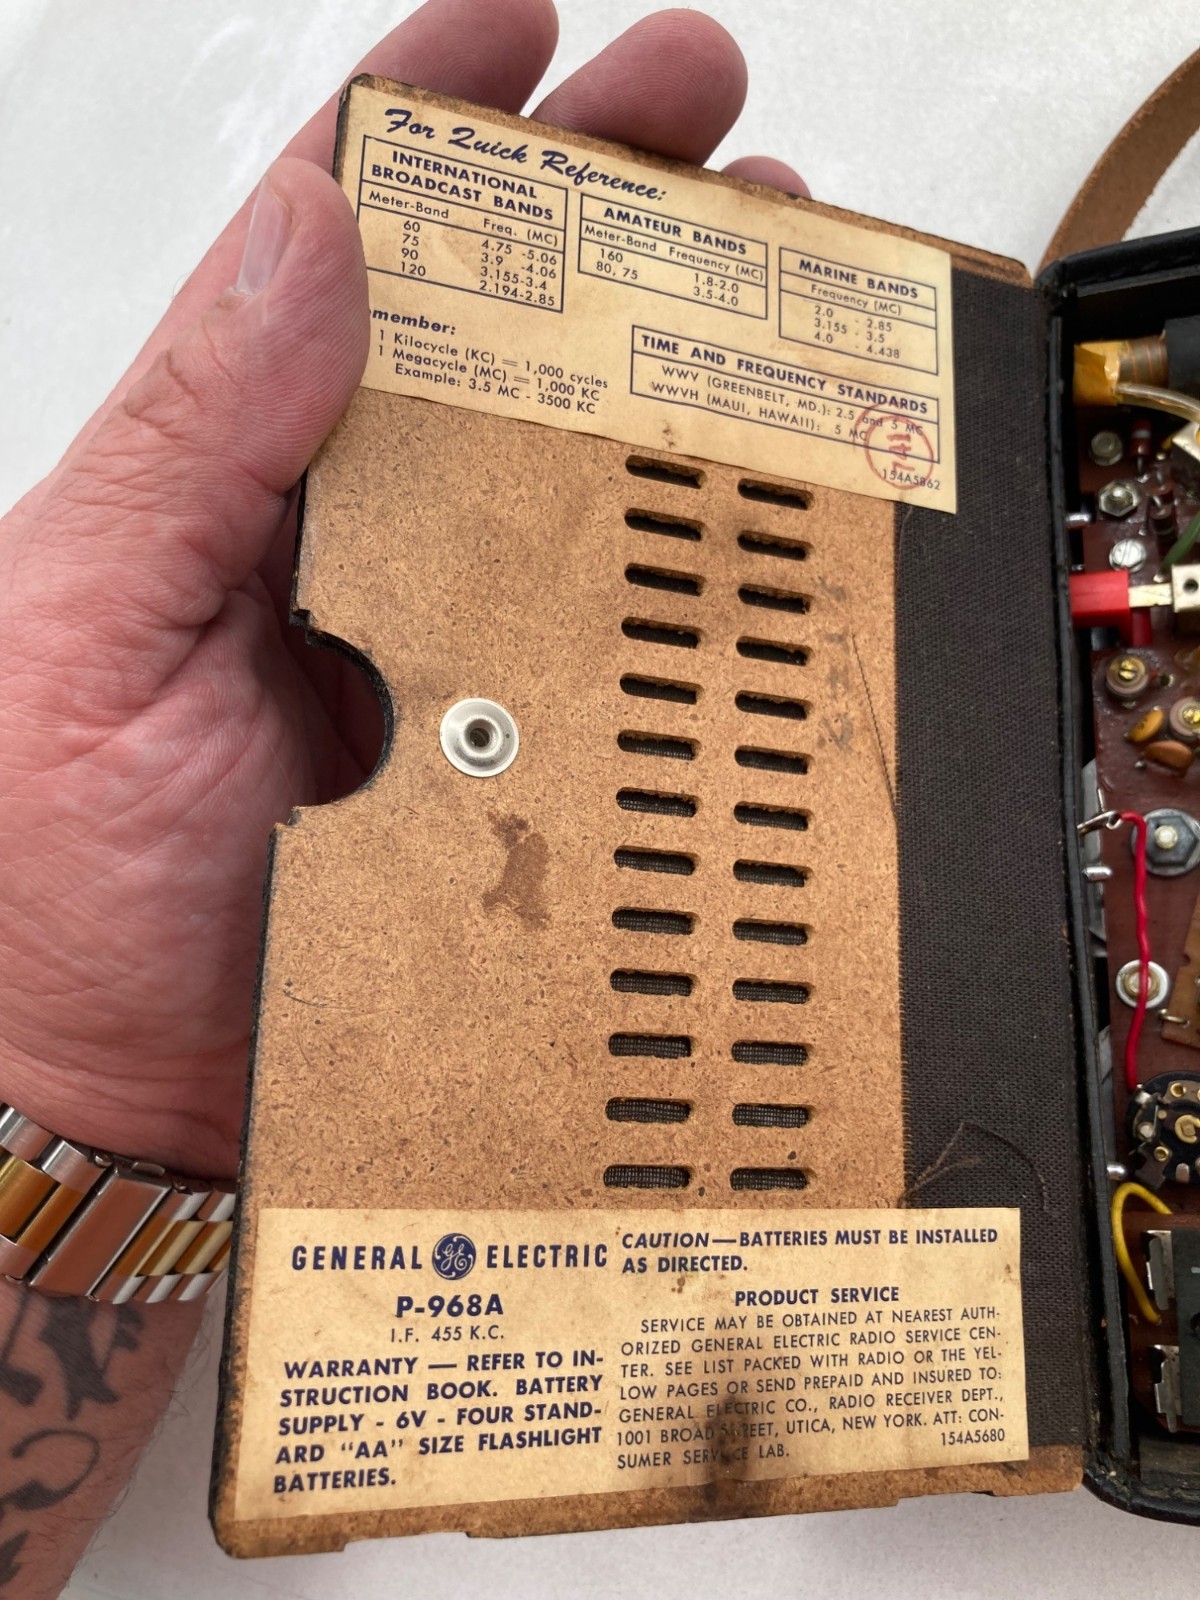 For Quick Reference:
INTERNATIONAL
BROADCAST BANDS
Meter-Band Freq. (MC)
60 4.75 -5.06
75 3.9 -4.06
90 3.155-3.4
120 2.194-2.85
AMATEUR BANDS
Meter-Band Frequency (MC)
160 1.8-2.0
80, 75 3.5-4.0
MARINE BANDS
Frequency (MC)
2.0 - 2.85
3.155 - 3.5
4.0 - 4.438
member:
1 Kilocycle (KC) = 1,000 cycles
1 Megacycle (MC) = 1,000 KC
Example: 3.5 MC - 3500 KC
TIME AND FREQUENCY STANDARDS
WWV (GREENBELT, MD.): 2.5 and 5 MC
WWVH (MAUI, HAWAII): 5 MC
154A5862
GENERAL GE ELECTRIC
P-968A
I.F. 455 K.C.
WARRANTY — REFER TO IN-
STRUCTION BOOK. BATTERY
SUPPLY - 6V - FOUR STAND-
ARD "AA" SIZE FLASHLIGHT
BATTERIES.
CAUTION—BATTERIES MUST BE INSTALLED
AS DIRECTED.
PRODUCT SERVICE
SERVICE MAY BE OBTAINED AT NEAREST AUTH-
ORIZED GENERAL ELECTRIC RADIO SERVICE CEN-
TER. SEE LIST PACKED WITH RADIO OR THE YEL-
LOW PAGES OR SEND PREPAID AND INSURED TO:
GENERAL ELECTRIC CO., RADIO RECEIVER DEPT.,
1001 BROAD STREET, UTICA, NEW YORK. ATT: CON-
SUMER SERVICE LAB.
154A5680